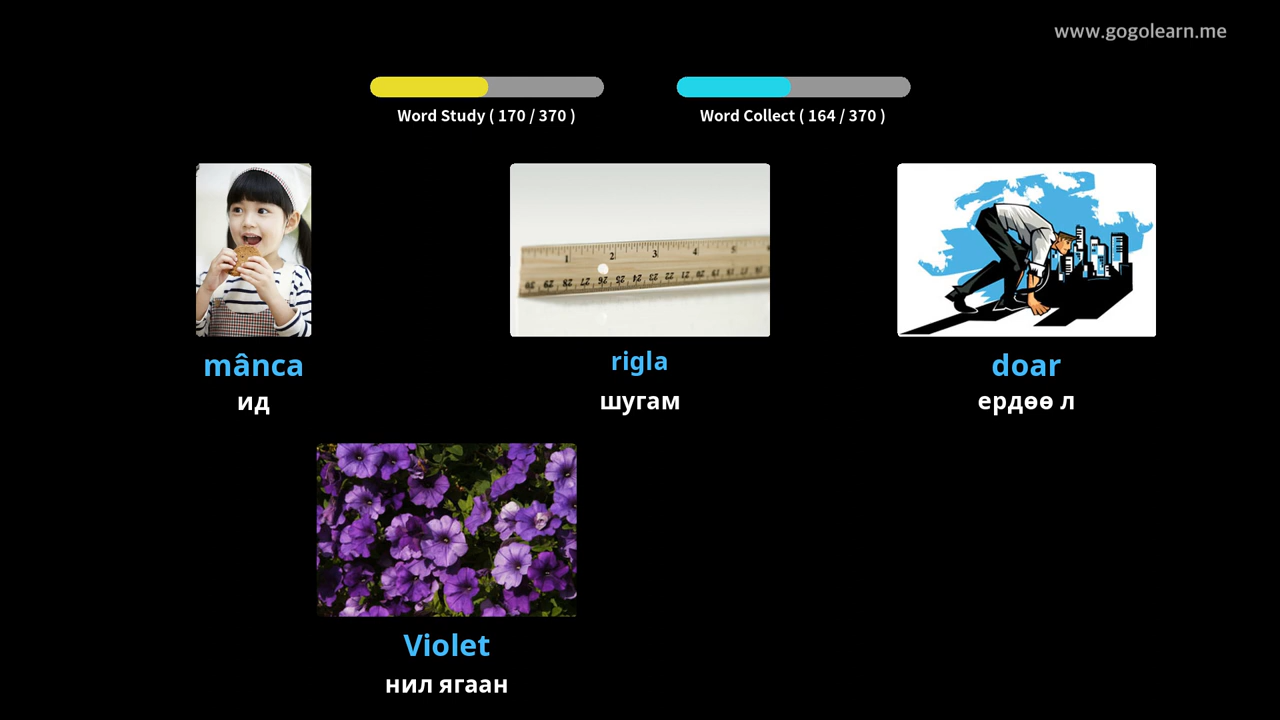 www.gogolearn.me
Word Study ( 170 / 370 )
Word Collect ( 164 / 370 )
mânca
ид
rigla
шугам
doar
ердөө л
Violet
нил ягаан